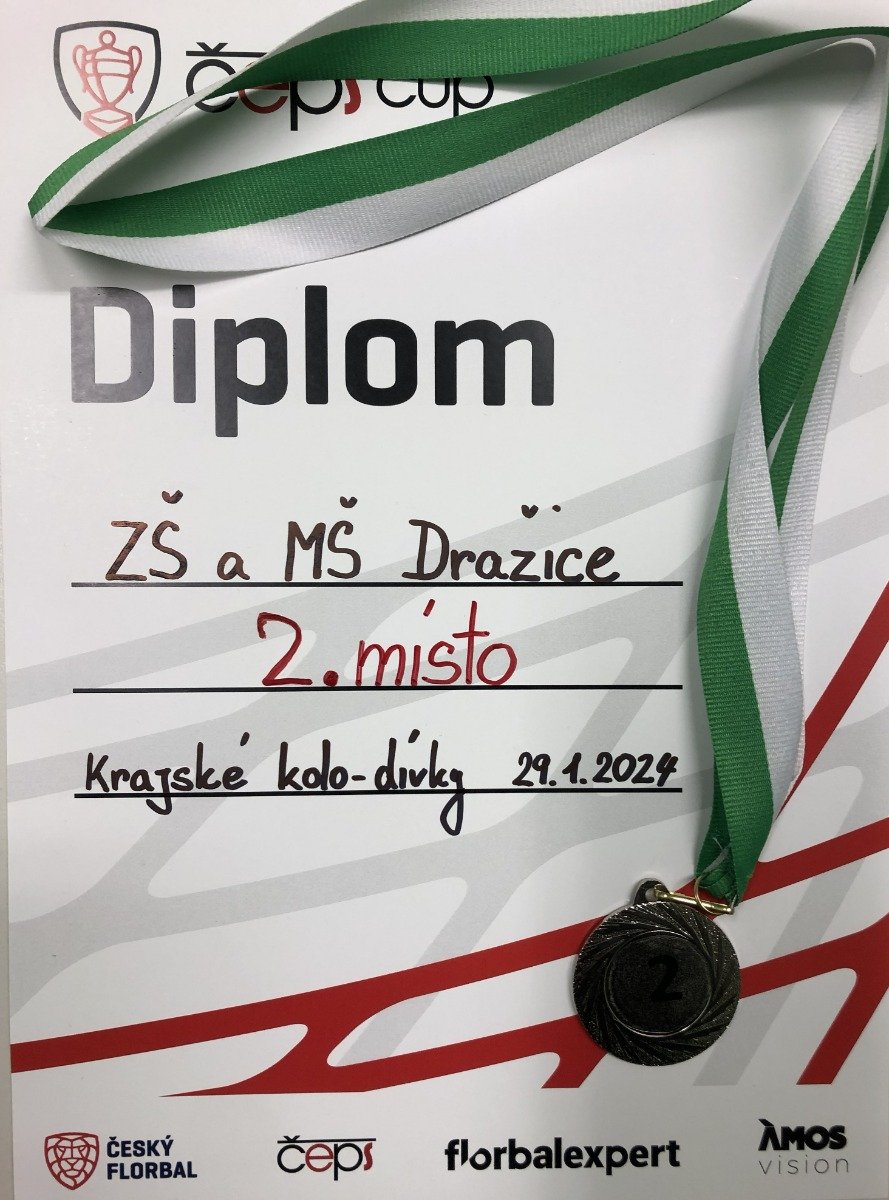 čeps cup
Diplom
ZŠ a MŠ Dražice
2. místo
Krajské kolo-dívky 29.1.2024
2
ČESKÝ
FLORBAL
čeps
florbalexpert
ÀMOS
vision